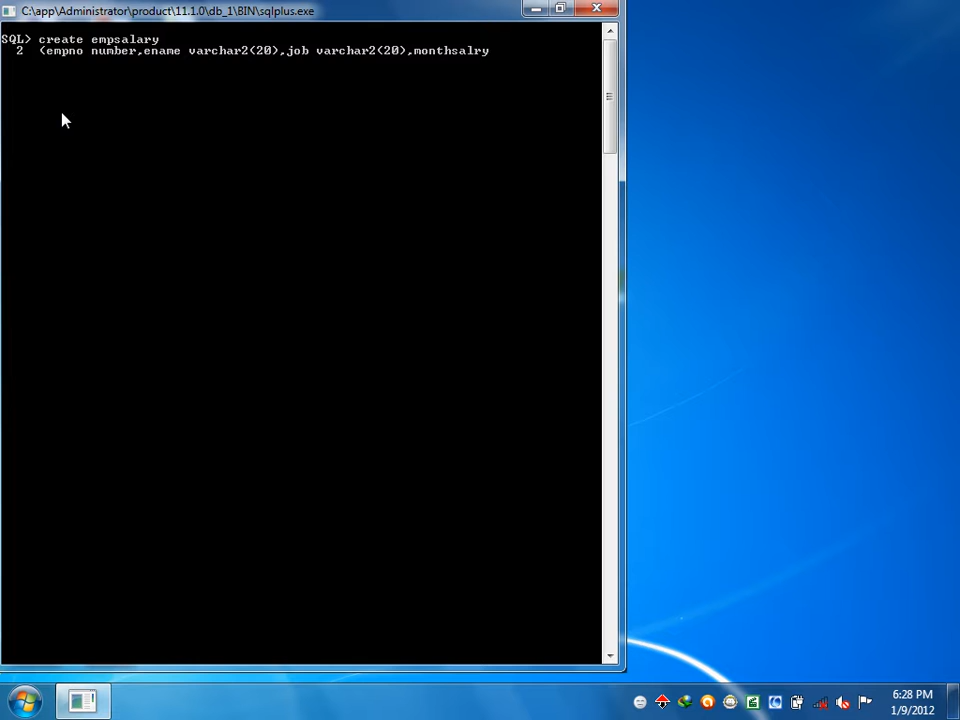 C:\app\Administrator\product\11.1.0\db_1\BIN\sqlplus.exe
SQL> create empsalary
2 (empno number,ename varchar2(20),job varchar2(20),monthsalry
6:28 PM
1/9/2012